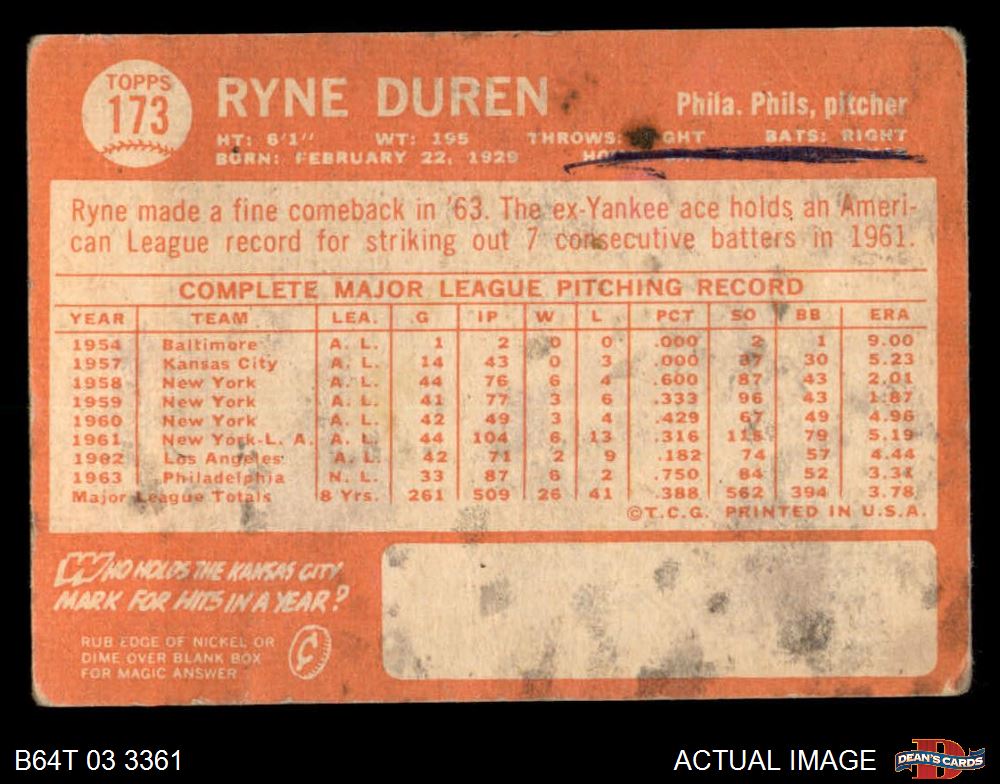 TOPPS
173
RYNE DUREN
Phila. Phils, pitcher
HT: 6'1" WT: 195 THROWS: GHT BATS: RIGHT
BORN: FEBRUARY 22, 1929 HO
Ryne made a fine comeback in '63. The ex-Yankee ace holds an Ameri-
can League record for striking out 7 consecutive batters in 1961.
COMPLETE MAJOR LEAGUE PITCHING RECORD
YEAR TEAM LEA. G IP W L PCT SO BB ERA
1954 Baltimore A. L. 1 2 0 0 .000 2 1 9.00
1957 Kansas City A. L. 14 43 0 3 .000 37 30 5.23
1958 New York A. L. 44 76 6 4 .600 87 43 2.01
1959 New York A. L. 41 77 3 6 .333 96 43 1.87
1960 New York A. L. 42 49 3 4 .429 67 49 4.96
1961 New York-L. A. A. L. 44 104 6 13 .316 115 79 5.19
1962 Los Angeles A. L. 42 71 2 9 .182 74 57 4.44
1963 Philadelphia N. L. 33 87 6 2 .750 84 52 3.31
Major League Totals 8 Yrs. 261 509 26 41 .388 562 394 3.78
©T.C.G. PRINTED IN U.S.A.
WHO HOLDS THE KANSAS CITY
MARK FOR HITS IN A YEAR?
RUB EDGE OF NICKEL OR
DIME OVER BLANK BOX
FOR MAGIC ANSWER
B64T 03 3361
ACTUAL IMAGE
DEAN'S CARDS